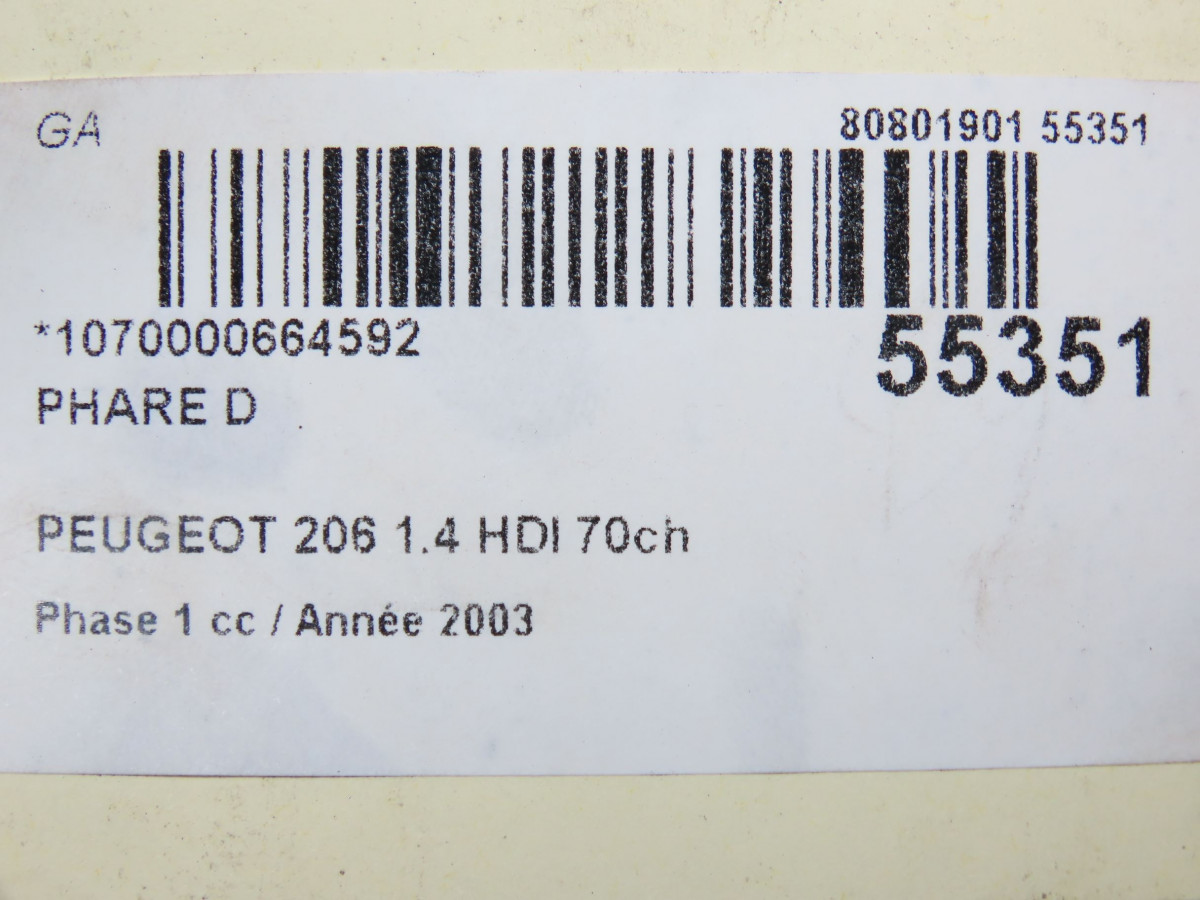 GA
80801901 55351
*1070000664592
55351
PHARE D
PEUGEOT 206 1.4 HDI 70ch
Phase 1 cc / Année 2003